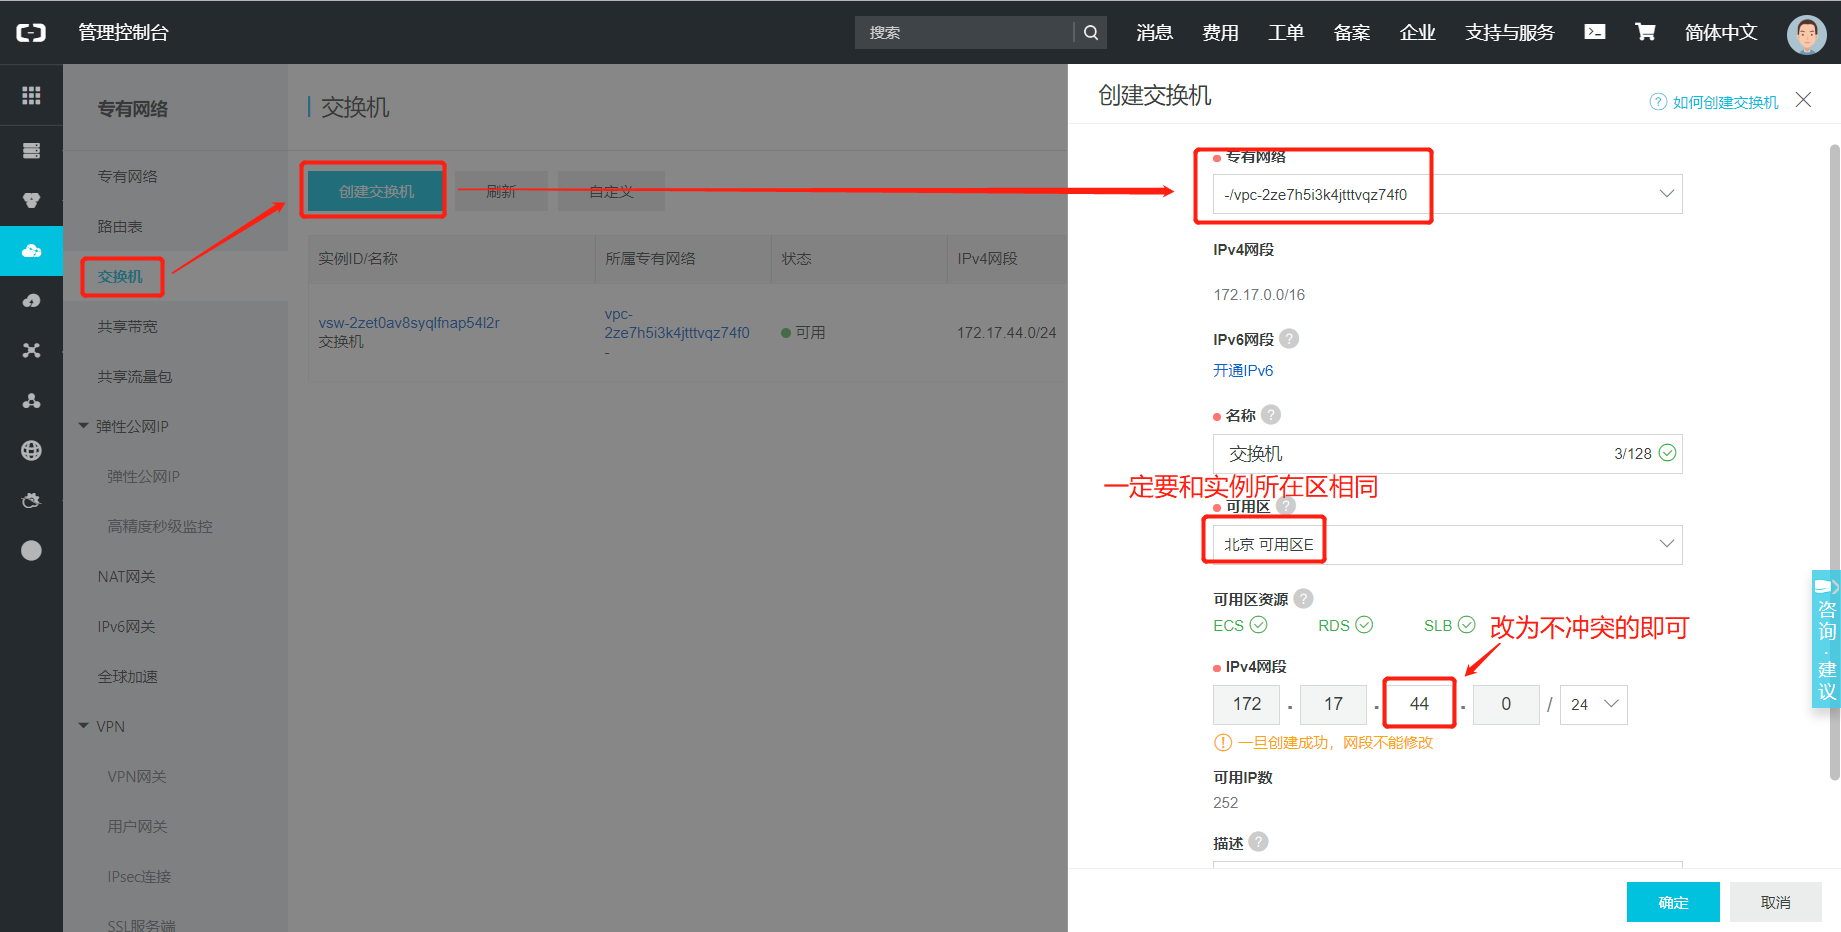 管理控制台
搜索
消息
费用
工单
备案
企业
支持与服务
简体中文
专有网络
专有网络
路由表
交换机
共享带宽
共享流量包
弹性公网IP
弹性公网IP
高精度秒级监控
NAT网关
IPv6网关
全球加速
VPN
VPN网关
用户网关
IPsec连接
SSL服务端
交换机
创建交换机
刷新
自定义
实例ID/名称
所属专有网络
状态
IPv4网段
vsw-2zet0av8syqlfnap54l2r
交换机
vpc-
2ze7h5i3k4jtttvqz74f0
-
可用
172.17.44.0/24
创建交换机
如何创建交换机
专有网络
-/vpc-2ze7h5i3k4jtttvqz74f0
IPv4网段
172.17.0.0/16
IPv6网段
开通IPv6
名称
交换机
3/128
一定要和实例所在区相同
可用区
北京 可用区E
可用区资源
ECS
RDS
SLB
改为不冲突的即可
IPv4网段
172 . 17 . 44 . 0 / 24
一旦创建成功，网段不能修改
可用IP数
252
描述
确定
取消
咨询·建议